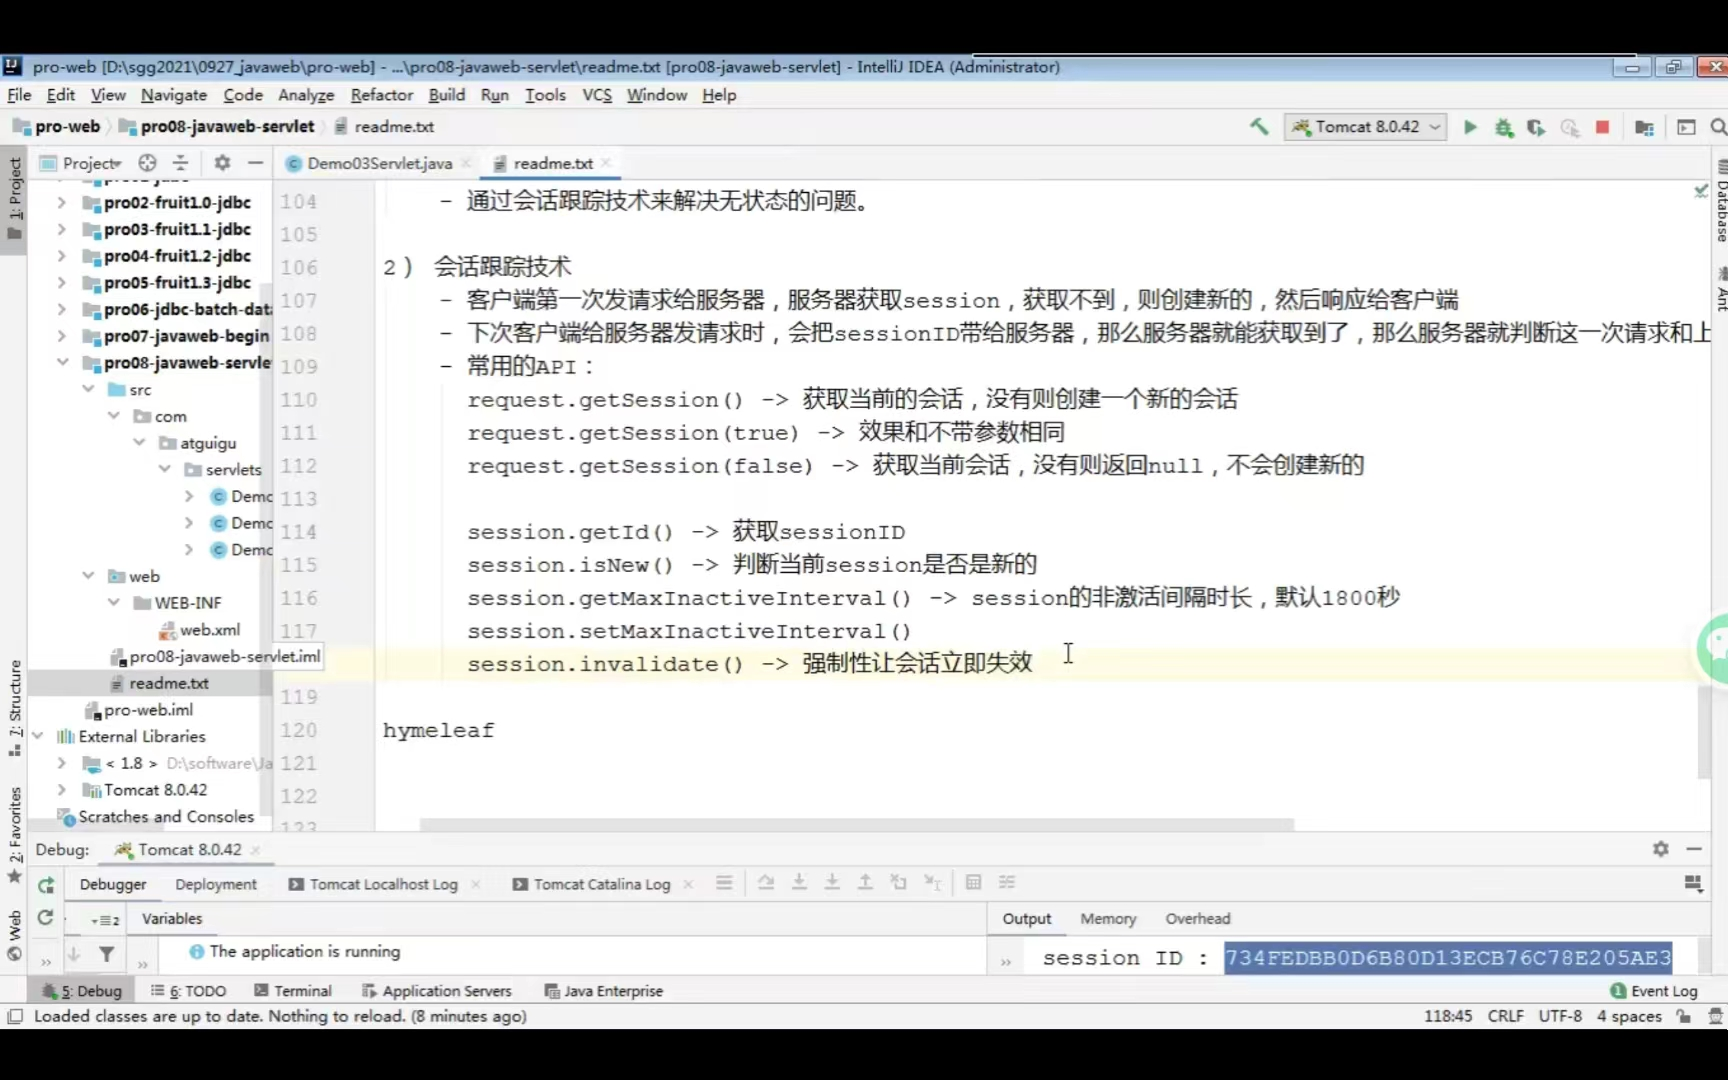 pro-web [D:\sgg2021\0927_javaweb\pro-web] - ...\pro08-javaweb-servlet\readme.txt [pro08-javaweb-servlet] - IntelliJ IDEA (Administrator)
File Edit View Navigate Code Analyze Refactor Build Run Tools VCS Window Help
pro-web pro08-javaweb-servlet readme.txt Tomcat 8.0.42
1: Project
Project
Demo03Servlet.java readme.txt
pro02-fruit1.0-jdbc
pro03-fruit1.1-jdbc
pro04-fruit1.2-jdbc
pro05-fruit1.3-jdbc
pro06-jdbc-batch-data
pro07-javaweb-begin
pro08-javaweb-servle
src
com
atguigu
servlets
Demo
Demo
Demo
web
WEB-INF
web.xml
pro08-javaweb-servlet.iml
readme.txt
pro-web.iml
External Libraries
< 1.8 > D:\software\Ja
Tomcat 8.0.42
Scratches and Consoles
104 - 通过会话跟踪技术来解决无状态的问题。
105
106 2） 会话跟踪技术
107 - 客户端第一次发请求给服务器，服务器获取session，获取不到，则创建新的，然后响应给客户端
108 - 下次客户端给服务器发请求时，会把sessionID带给服务器，那么服务器就能获取到了，那么服务器就判断这一次请求和上
109 - 常用的API：
110 request.getSession() -> 获取当前的会话，没有则创建一个新的会话
111 request.getSession(true) -> 效果和不带参数相同
112 request.getSession(false) -> 获取当前会话，没有则返回null，不会创建新的
113
114 session.getId() -> 获取sessionID
115 session.isNew() -> 判断当前session是否是新的
116 session.getMaxInactiveInterval() -> session的非激活间隔时长，默认1800秒
117 session.setMaxInactiveInterval()
session.invalidate() -> 强制性让会话立即失效
119
120 hymeleaf
121
122
123
Database
Ant
7: Structure
2: Favorites
Web
Debug: Tomcat 8.0.42
Debugger Deployment Tomcat Localhost Log Tomcat Catalina Log
Variables
Output Memory Overhead
The application is running
session ID : 734FEDBB0D6B80D13ECB76C78E205AE3
5: Debug 6: TODO Terminal Application Servers Java Enterprise 1 Event Log
Loaded classes are up to date. Nothing to reload. (8 minutes ago) 118:45 CRLF UTF-8 4 spaces